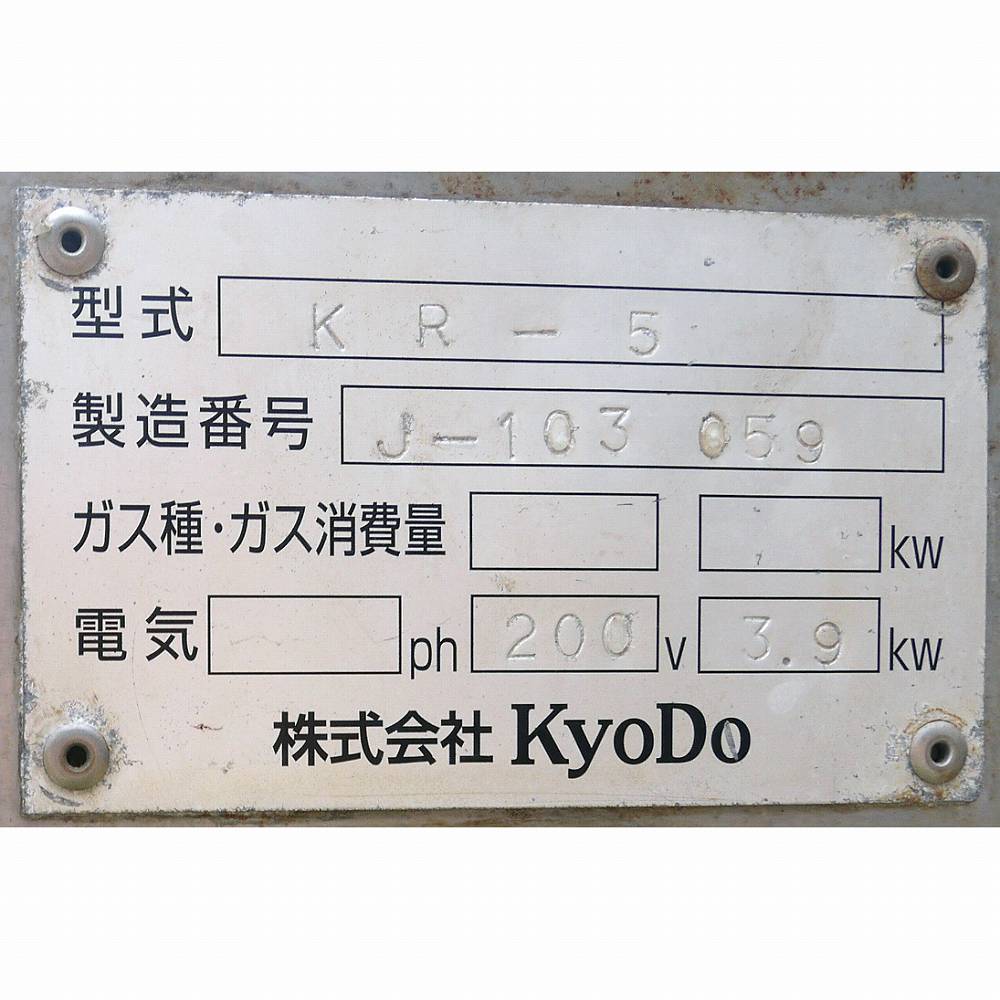 型式 KR-5
製造番号 J-103 059
ガス種・ガス消費量 kw
電気 ph 200 v 3.9 kw
株式会社 KyoDo